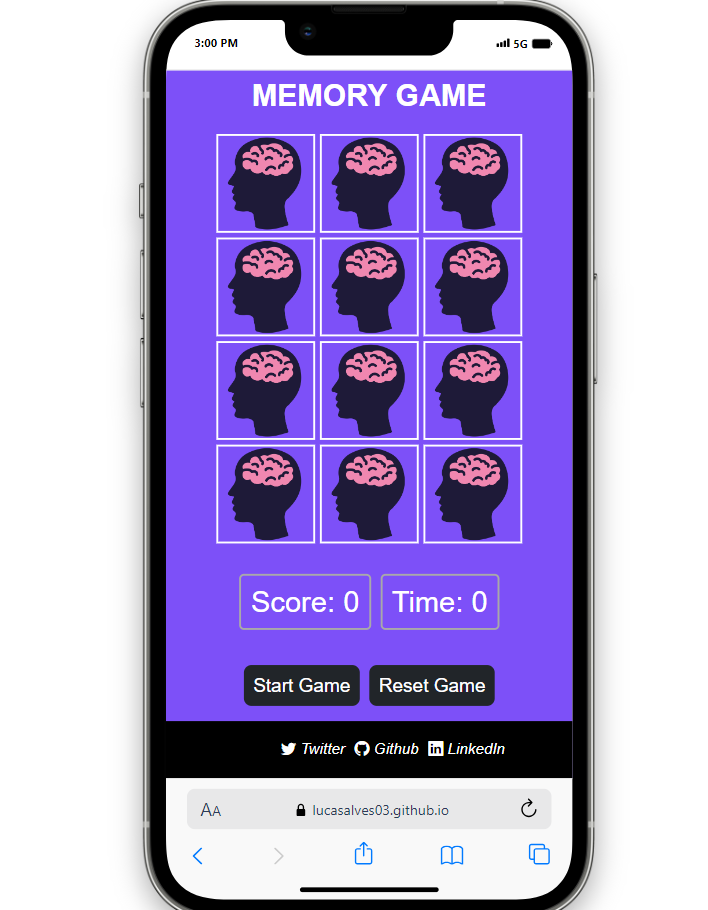 3:00 PM 5G
MEMORY GAME
Score: 0 Time: 0
Start Game Reset Game
Twitter Github LinkedIn
AA lucasalves03.github.io